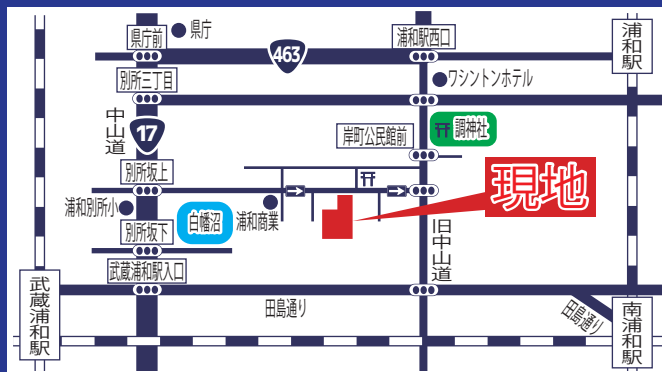 県庁
県庁前
463
浦和駅西口
浦和駅
別所三丁目
ワシントンホテル
中山道
17
調神社
岸町公民館前
別所坂上
現地
浦和別所小
白幡沼
浦和商業
別所坂下
旧中山道
武蔵浦和駅入口
武蔵浦和駅
田島通り
田島通り
南浦和駅